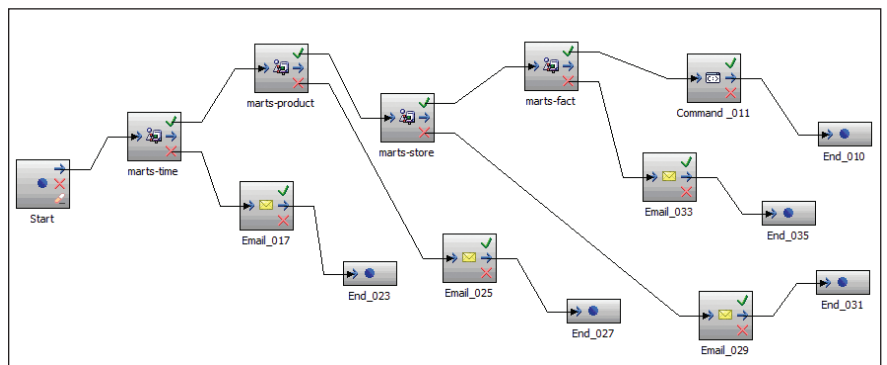 marts-product
marts-fact
Command _011
marts-time
marts-store
End_010
Start
Email_017
Email_033
End_035
End_023
Email_025
End_027
Email_029
End_031